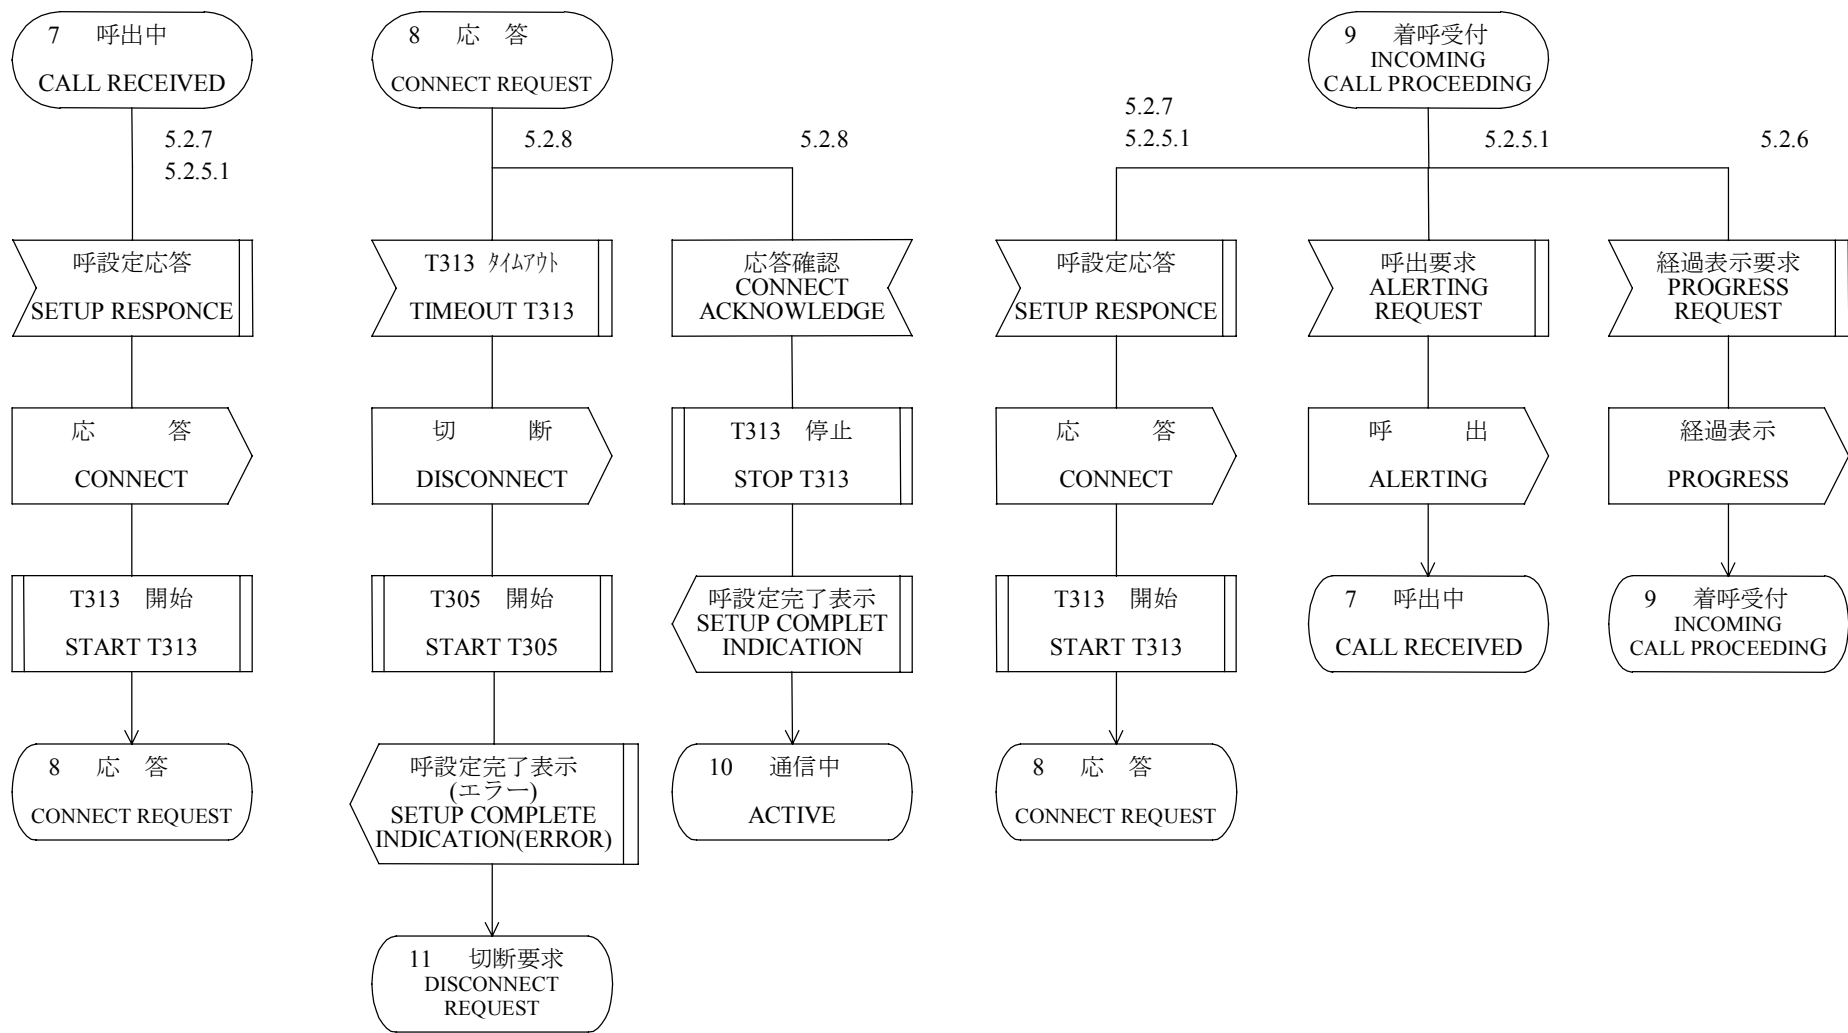 7 呼出中
CALL RECEIVED
5.2.7
5.2.5.1
呼設定応答
SETUP RESPONCE
応 答
CONNECT
T313 開始
START T313
8 応 答
CONNECT REQUEST
8 応 答
CONNECT REQUEST
5.2.8
T313 ﾀｲﾑｱｳﾄ
TIMEOUT T313
切 断
DISCONNECT
T305 開始
START T305
呼設定完了表示
(エラー)
SETUP COMPLETE
INDICATION(ERROR)
11 切断要求
DISCONNECT
REQUEST
5.2.8
応答確認
CONNECT
ACKNOWLEDGE
T313 停止
STOP T313
呼設定完了表示
SETUP COMPLET
INDICATION
10 通信中
ACTIVE
9 着呼受付
INCOMING
CALL PROCEEDING
5.2.7
5.2.5.1
呼設定応答
SETUP RESPONCE
応 答
CONNECT
T313 開始
START T313
8 応 答
CONNECT REQUEST
5.2.5.1
呼出要求
ALERTING
REQUEST
呼 出
ALERTING
7 呼出中
CALL RECEIVED
5.2.6
経過表示要求
PROGRESS
REQUEST
経過表示
PROGRESS
9 着呼受付
INCOMING
CALL PROCEEDING